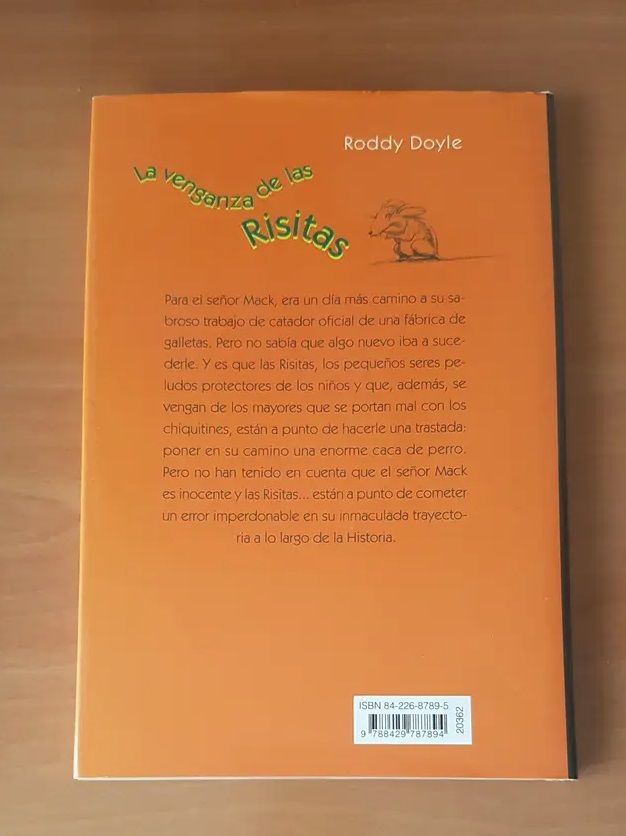 Roddy Doyle
La venganza de las
Risitas
Para el señor Mack, era un día más camino a su sa-
broso trabajo de catador oficial de una fábrica de
galletas. Pero no sabía que algo nuevo iba a suce-
derle. Y es que las Risitas, los pequeños seres pe-
ludos protectores de los niños y que, además, se
vengan de los mayores que se portan mal con los
chiquitines, están a punto de hacerle una trastada:
poner en su camino una enorme caca de perro.
Pero no han tenido en cuenta que el señor Mack
es inocente y las Risitas... están a punto de cometer
un error imperdonable en su inmaculada trayecto-
ria a lo largo de la Historia.
ISBN 84-226-8789-5
9 788429 787894
20362